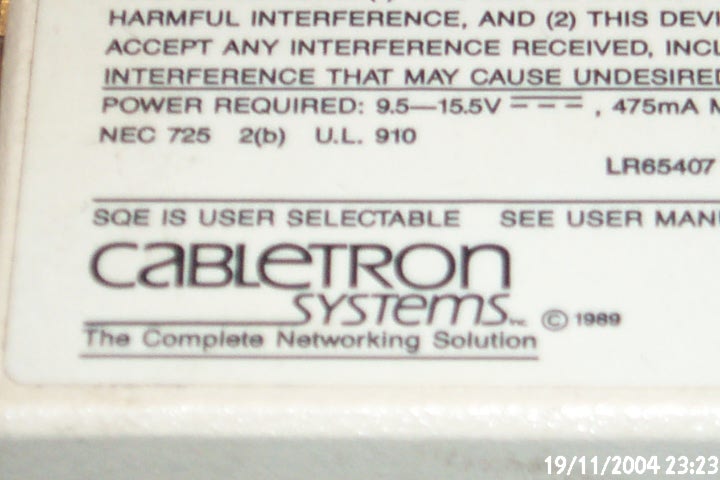 HARMFUL INTERFERENCE, AND (2) THIS DEVI
ACCEPT ANY INTERFERENCE RECEIVED, INCL
INTERFERENCE THAT MAY CAUSE UNDESIRED
POWER REQUIRED: 9.5—15.5V ⎓ , 475mA M
NEC 725 2(b) U.L. 910
LR65407
SQE IS USER SELECTABLE SEE USER MANU
CABLETRON
SYSTEMS INC. © 1989
The Complete Networking Solution
19/11/2004 23:23